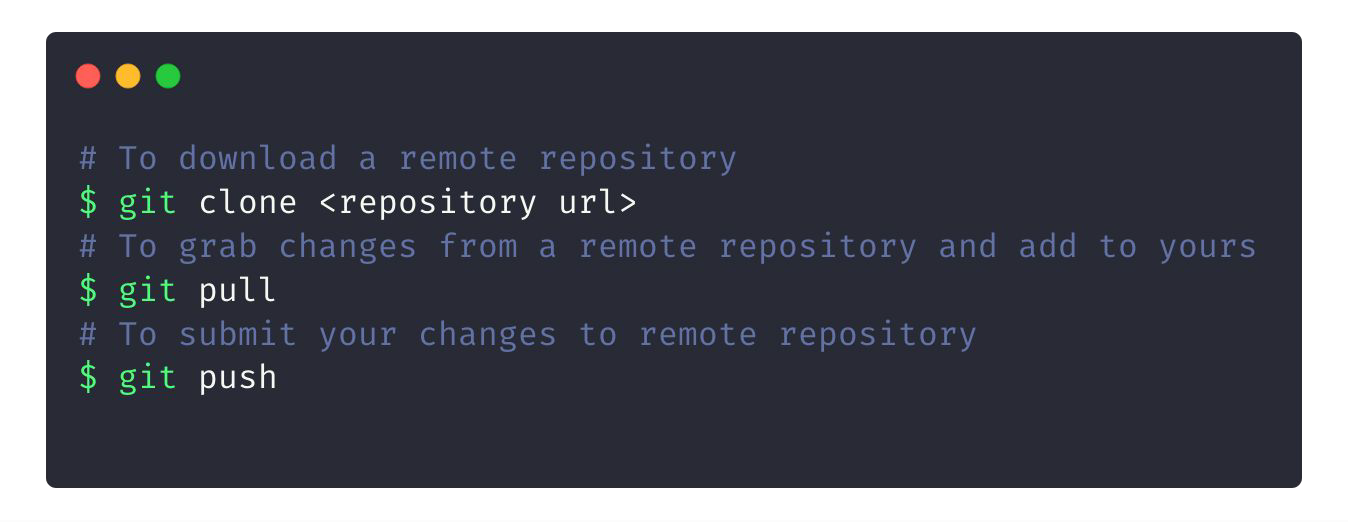 # To download a remote repository
$ git clone <repository url>
# To grab changes from a remote repository and add to yours
$ git pull
# To submit your changes to remote repository
$ git push